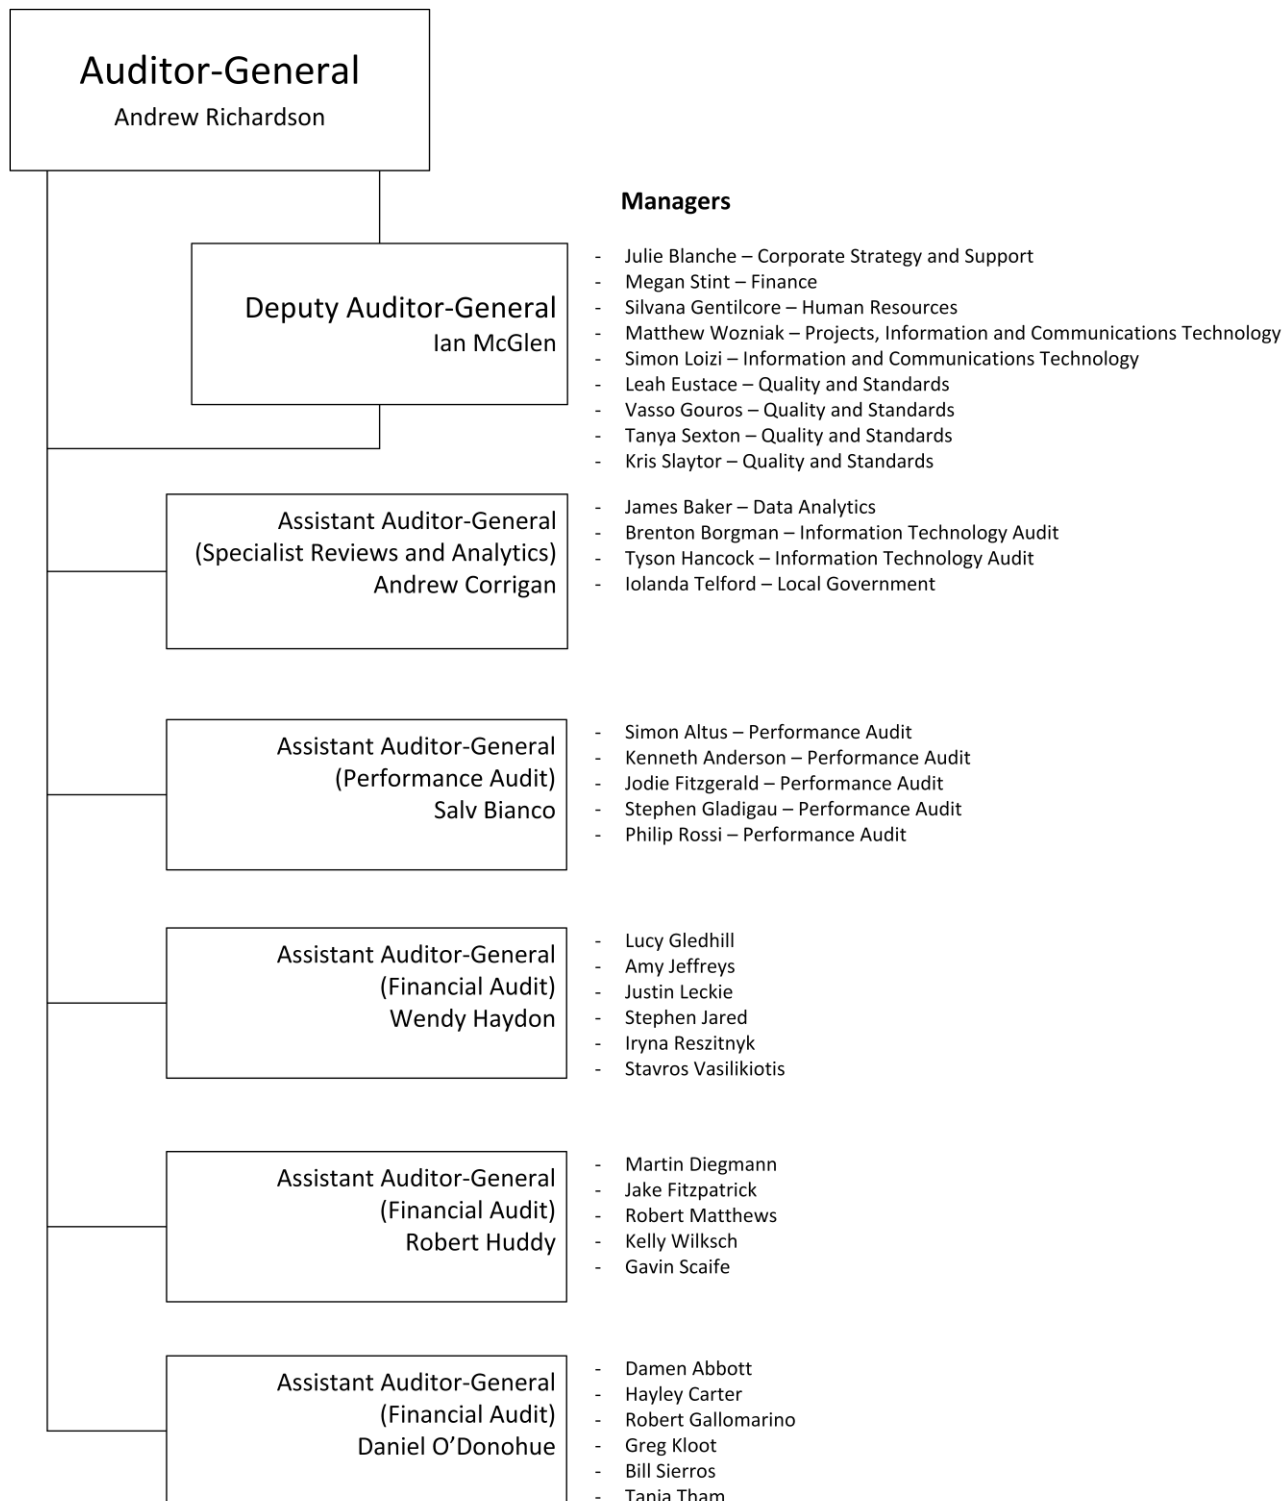 Auditor-General
Andrew Richardson
Managers
Deputy Auditor-General
Ian McGlen
- Julie Blanche – Corporate Strategy and Support
- Megan Stint – Finance
- Silvana Gentilcore – Human Resources
- Matthew Wozniak – Projects, Information and Communications Technology
- Simon Loizi – Information and Communications Technology
- Leah Eustace – Quality and Standards
- Vasso Gouros – Quality and Standards
- Tanya Sexton – Quality and Standards
- Kris Slaytor – Quality and Standards
Assistant Auditor-General
(Specialist Reviews and Analytics)
Andrew Corrigan
- James Baker – Data Analytics
- Brenton Borgman – Information Technology Audit
- Tyson Hancock – Information Technology Audit
- Iolanda Telford – Local Government
Assistant Auditor-General
(Performance Audit)
Salv Bianco
- Simon Altus – Performance Audit
- Kenneth Anderson – Performance Audit
- Jodie Fitzgerald – Performance Audit
- Stephen Gladigau – Performance Audit
- Philip Rossi – Performance Audit
Assistant Auditor-General
(Financial Audit)
Wendy Haydon
- Lucy Gledhill
- Amy Jeffreys
- Justin Leckie
- Stephen Jared
- Iryna Reszitnyk
- Stavros Vasilikiotis
Assistant Auditor-General
(Financial Audit)
Robert Huddy
- Martin Diegmann
- Jake Fitzpatrick
- Robert Matthews
- Kelly Wilksch
- Gavin Scaife
Assistant Auditor-General
(Financial Audit)
Daniel O’Donohue
- Damen Abbott
- Hayley Carter
- Robert Gallomarino
- Greg Kloot
- Bill Sierros
- Tania Tham